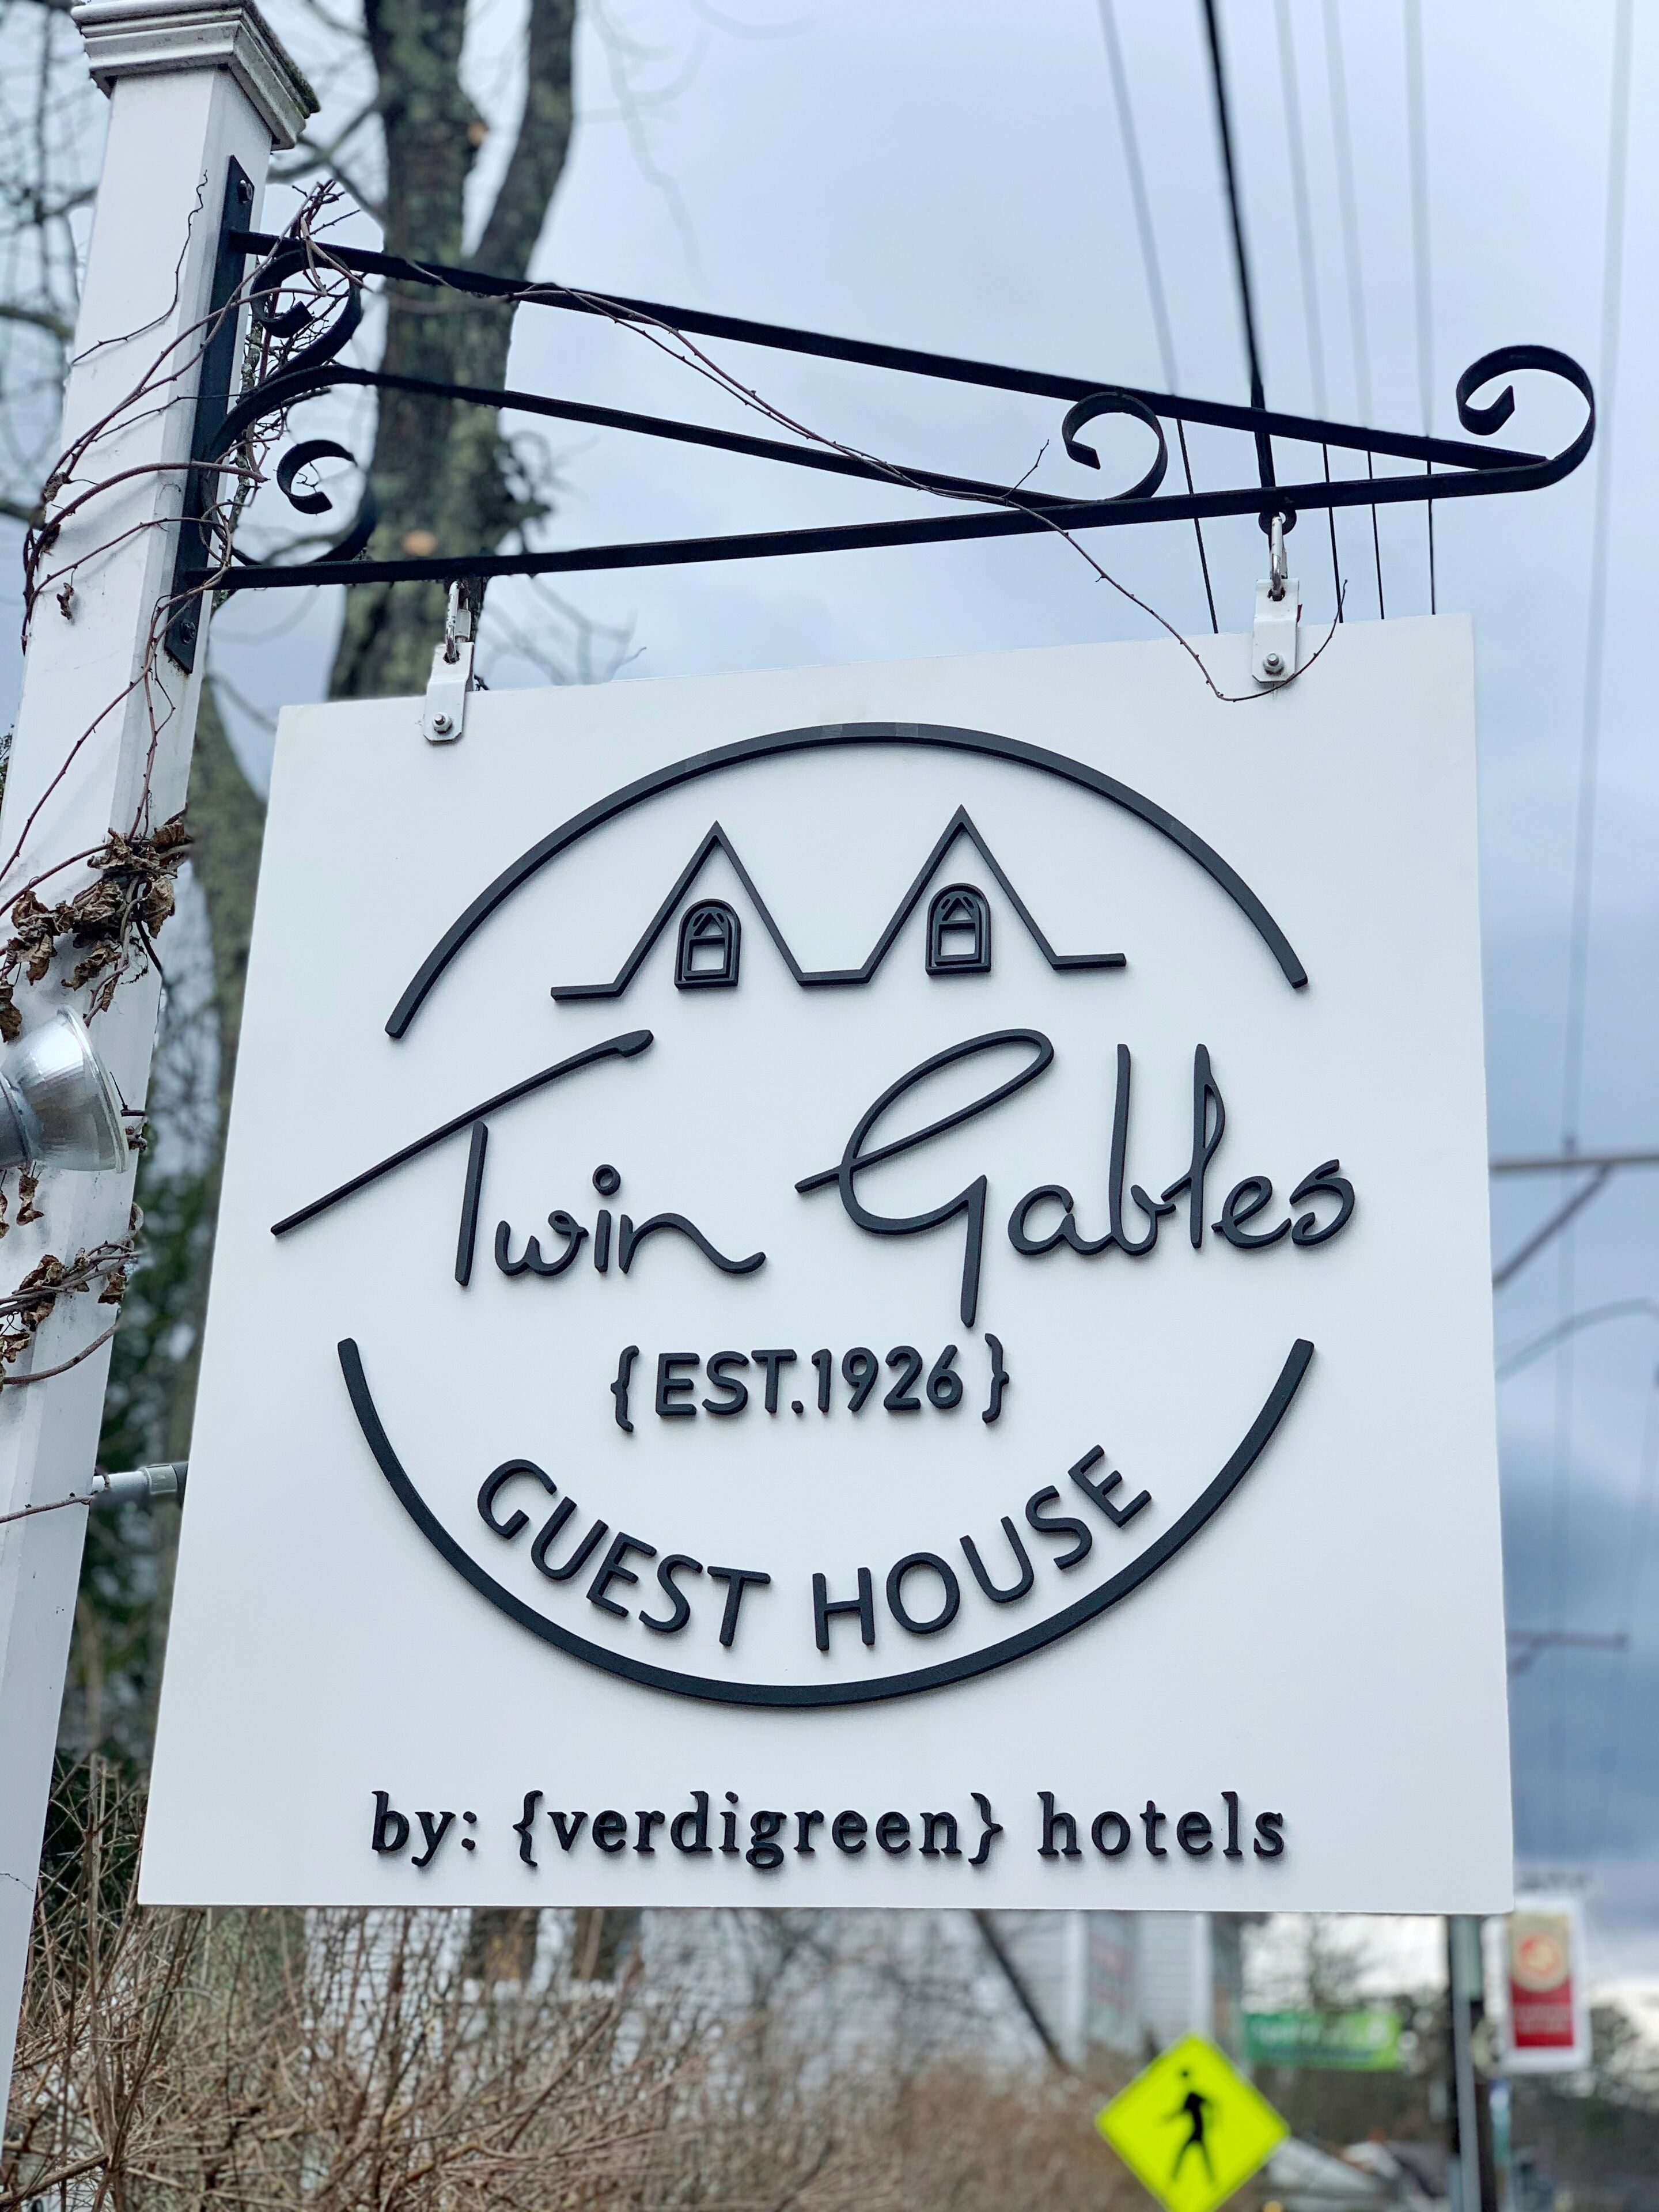 Twin Gables
{EST.1926}
GUEST HOUSE
by: {verdigreen} hotels